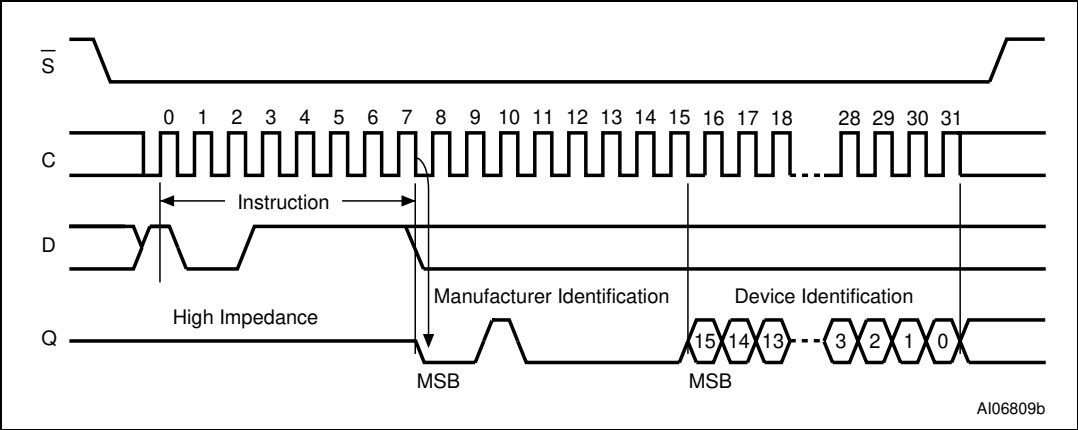 S
0 1 2 3 4 5 6 7 8 9 10 11 12 13 14 15 16 17 18 28 29 30 31
C
Instruction
D
Manufacturer Identification Device Identification
High Impedance
Q 15 14 13 3 2 1 0
MSB MSB
AI06809b